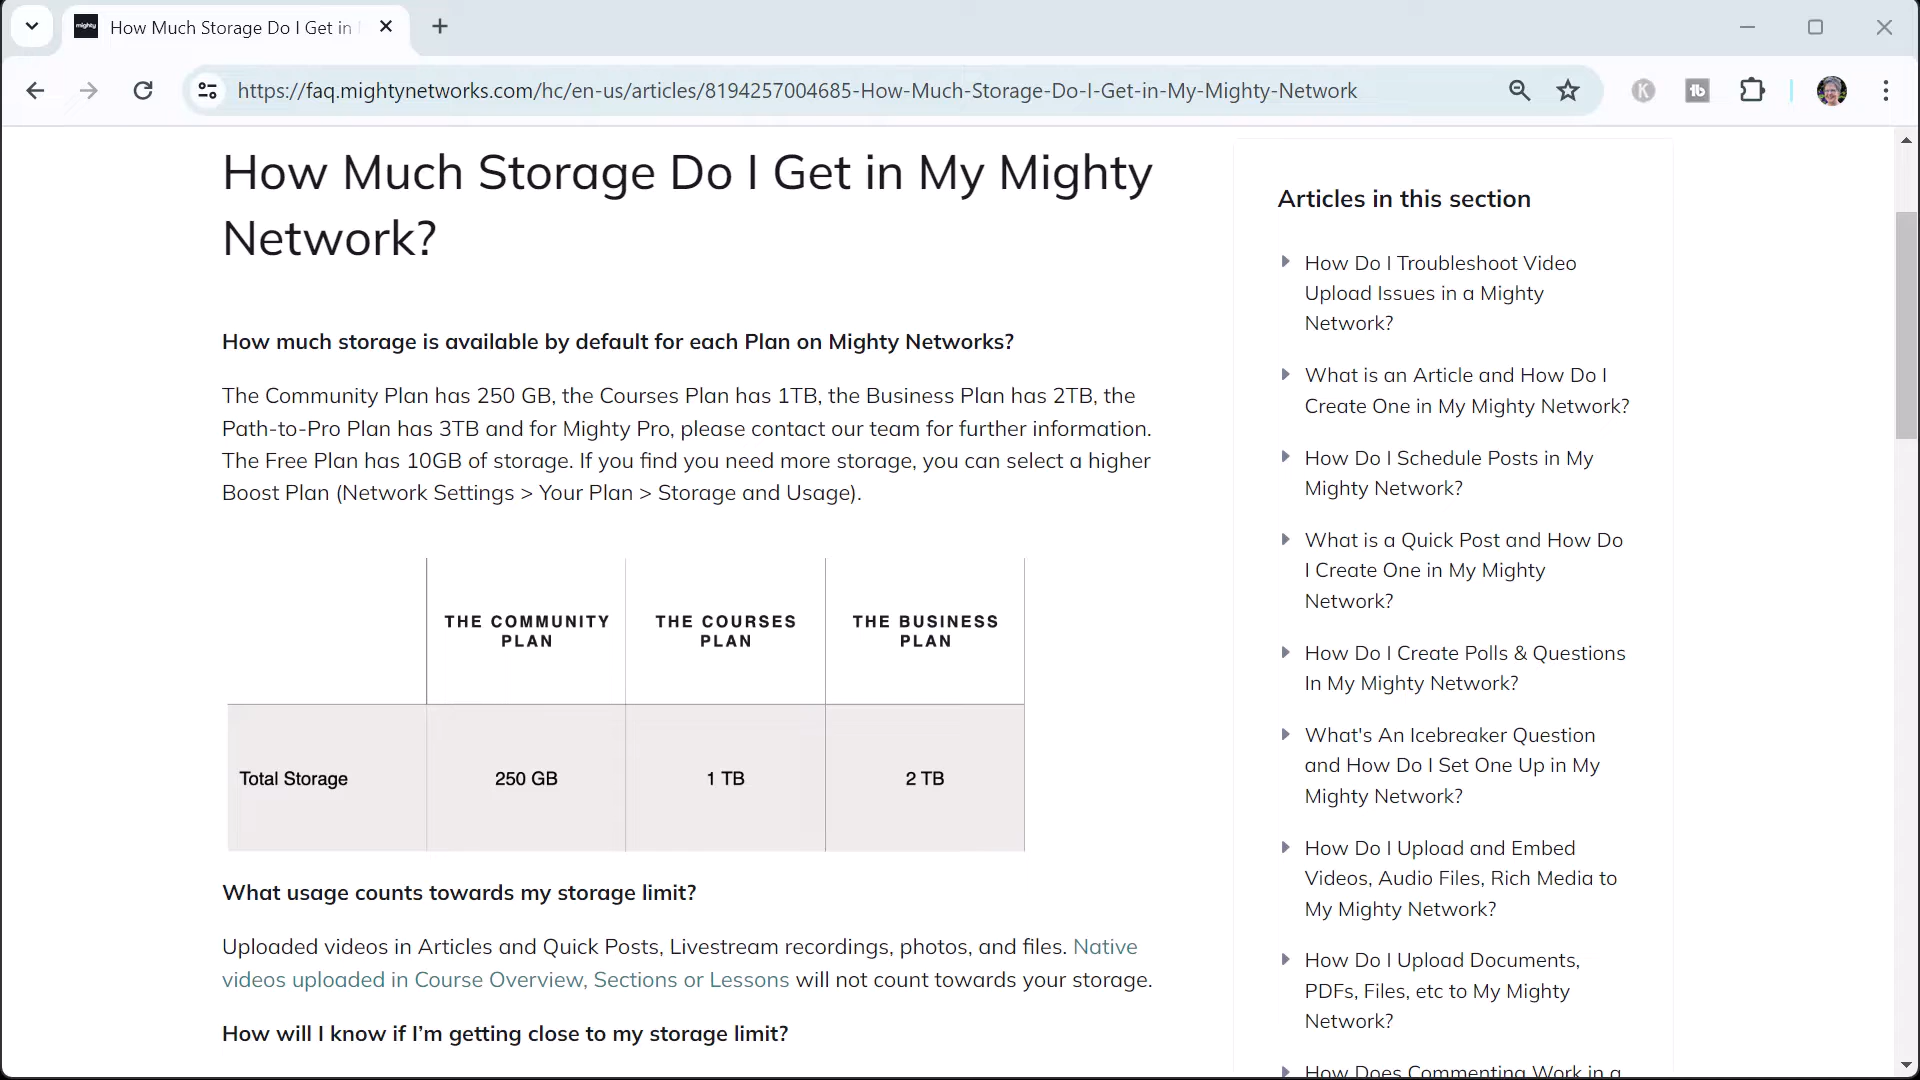 mighty
How Much Storage Do I Get in
https://faq.mightynetworks.com/hc/en-us/articles/8194257004685-How-Much-Storage-Do-I-Get-in-My-Mighty-Network
K
tb
How Much Storage Do I Get in My Mighty
Network?
How much storage is available by default for each Plan on Mighty Networks?
The Community Plan has 250 GB, the Courses Plan has 1TB, the Business Plan has 2TB, the
Path-to-Pro Plan has 3TB and for Mighty Pro, please contact our team for further information.
The Free Plan has 10GB of storage. If you find you need more storage, you can select a higher
Boost Plan (Network Settings > Your Plan > Storage and Usage).
THE COMMUNITY
PLAN
THE COURSES
PLAN
THE BUSINESS
PLAN
Total Storage
250 GB
1 TB
2 TB
What usage counts towards my storage limit?
Uploaded videos in Articles and Quick Posts, Livestream recordings, photos, and files. Native
videos uploaded in Course Overview, Sections or Lessons will not count towards your storage.
How will I know if I’m getting close to my storage limit?
Articles in this section
How Do I Troubleshoot Video
Upload Issues in a Mighty
Network?
What is an Article and How Do I
Create One in My Mighty Network?
How Do I Schedule Posts in My
Mighty Network?
What is a Quick Post and How Do
I Create One in My Mighty
Network?
How Do I Create Polls & Questions
In My Mighty Network?
What's An Icebreaker Question
and How Do I Set One Up in My
Mighty Network?
How Do I Upload and Embed
Videos, Audio Files, Rich Media to
My Mighty Network?
How Do I Upload Documents,
PDFs, Files, etc to My Mighty
Network?
How Does Commenting Work in a